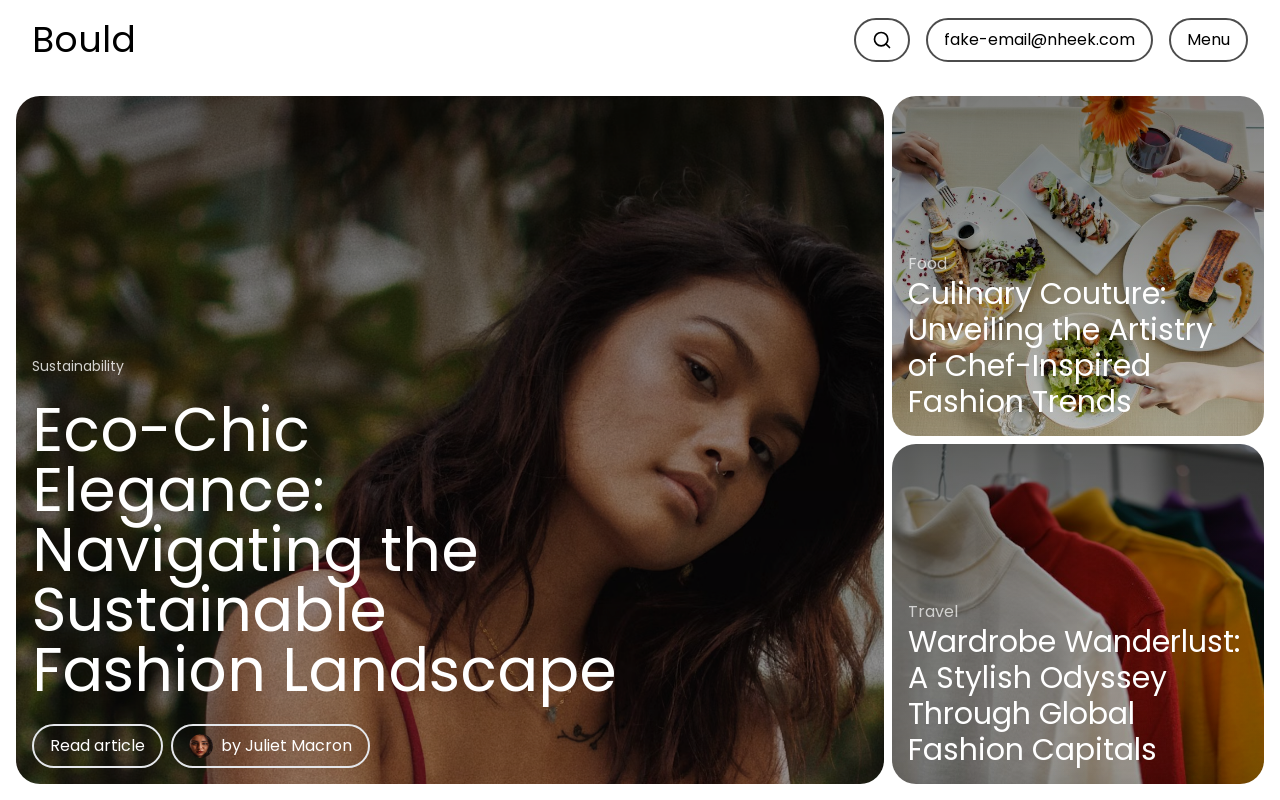 Bould
fake-email@nheek.com
Menu
Sustainability
Eco-Chic
Elegance:
Navigating the
Sustainable
Fashion Landscape
Read article
by Juliet Macron
Food
Culinary Couture:
Unveiling the Artistry
of Chef-Inspired
Fashion Trends
Travel
Wardrobe Wanderlust:
A Stylish Odyssey
Through Global
Fashion Capitals